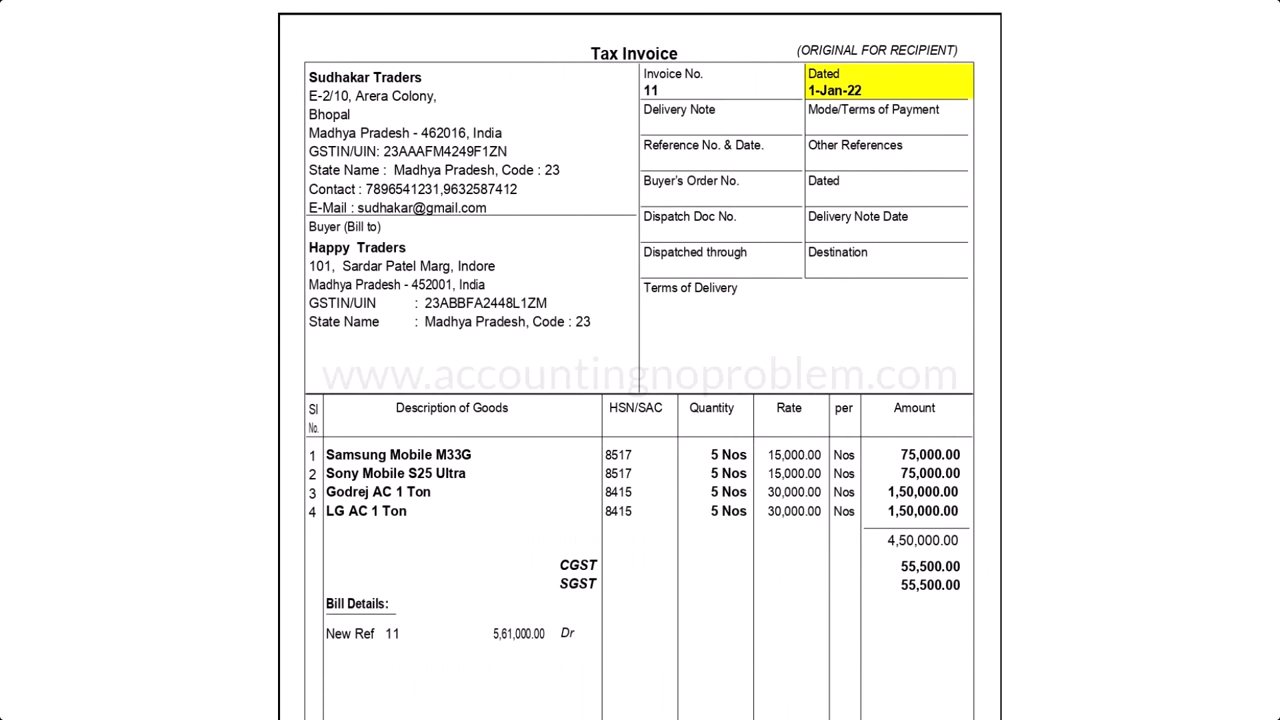 Tax Invoice
(ORIGINAL FOR RECIPIENT)
Sudhakar Traders
E-2/10, Arera Colony,
Bhopal
Madhya Pradesh - 462016, India
GSTIN/UIN: 23AAAFM4249F1ZN
State Name : Madhya Pradesh, Code : 23
Contact : 7896541231,9632587412
E-Mail : sudhakar@gmail.com
Buyer (Bill to)
Happy Traders
101, Sardar Patel Marg, Indore
Madhya Pradesh - 452001, India
GSTIN/UIN : 23ABBFA2448L1ZM
State Name : Madhya Pradesh, Code : 23
Invoice No.
11
Dated
1-Jan-22
Delivery Note
Mode/Terms of Payment
Reference No. & Date.
Other References
Buyer's Order No.
Dated
Dispatch Doc No.
Delivery Note Date
Dispatched through
Destination
Terms of Delivery
www.accountingnoproblem.com
Sl No. Description of Goods HSN/SAC Quantity Rate per Amount
1 Samsung Mobile M33G 8517 5 Nos 15,000.00 Nos 75,000.00
2 Sony Mobile S25 Ultra 8517 5 Nos 15,000.00 Nos 75,000.00
3 Godrej AC 1 Ton 8415 5 Nos 30,000.00 Nos 1,50,000.00
4 LG AC 1 Ton 8415 5 Nos 30,000.00 Nos 1,50,000.00
4,50,000.00
CGST 55,500.00
SGST 55,500.00
Bill Details:
New Ref 11 5,61,000.00 Dr